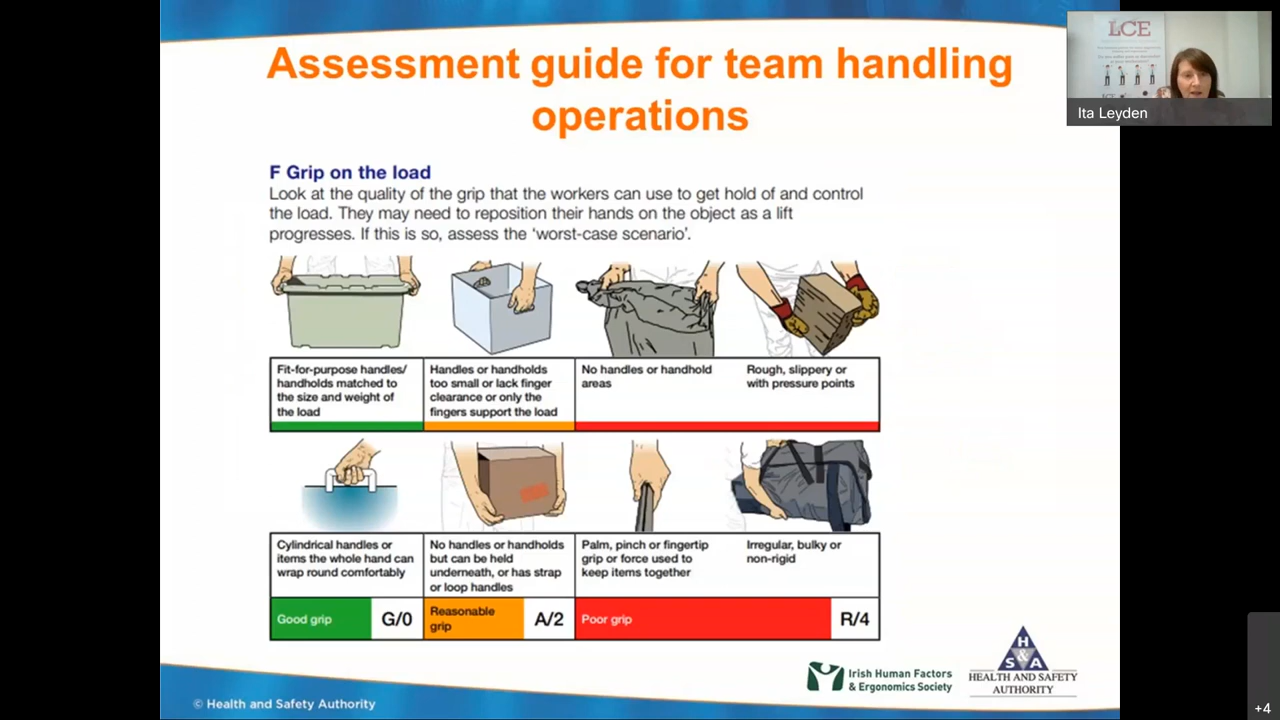 Assessment guide for team handling
operations
LCE
Ita Leyden
F Grip on the load
Look at the quality of the grip that the workers can use to get hold of and control
the load. They may need to reposition their hands on the object as a lift
progresses. If this is so, assess the ‘worst-case scenario’.
Fit-for-purpose handles/
handholds matched to
the size and weight of
the load
Handles or handholds
too small or lack finger
clearance or only the
fingers support the load
No handles or handhold
areas
Rough, slippery or
with pressure points
Cylindrical handles or
items the whole hand can
wrap round comfortably
No handles or handholds
but can be held
underneath, or has strap
or loop handles
Palm, pinch or fingertip
grip or force used to
keep items together
Irregular, bulky or
non-rigid
Good grip G/0
Reasonable
grip
A/2
Poor grip R/4
Irish Human Factors
& Ergonomics Society
H
&
S A
HEALTH AND SAFETY
AUTHORITY
© Health and Safety Authority
+4